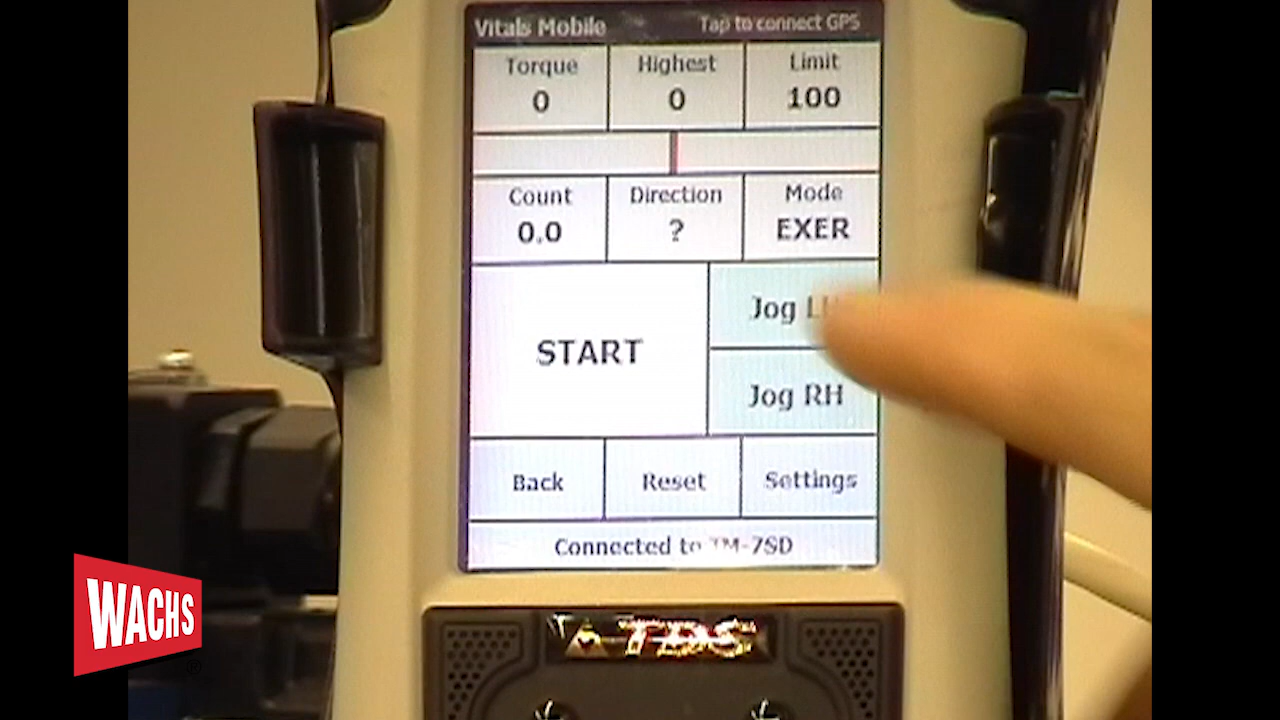 Vitals Mobile Tap to connect GPS
Torque Highest Limit
0 0 100
Count Direction Mode
0.0 ? EXER
START
Jog
Jog RH
Back Reset Settings
Connected to TM-7SD
WACHS
TDS